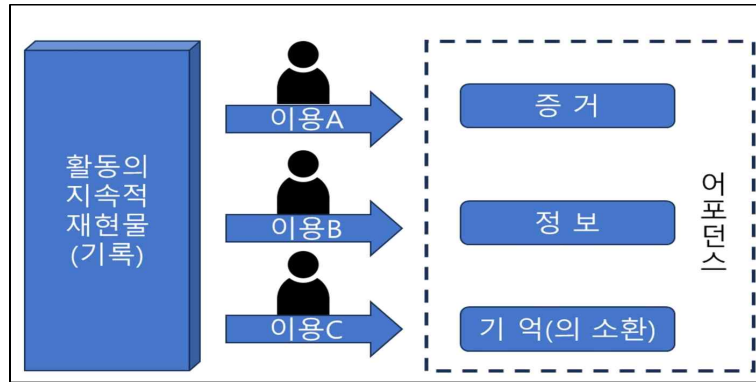 활동의
지속적
재현물
(기록)
이용A
이용B
이용C
증 거
정 보
기 억(의 소환)
어포던스